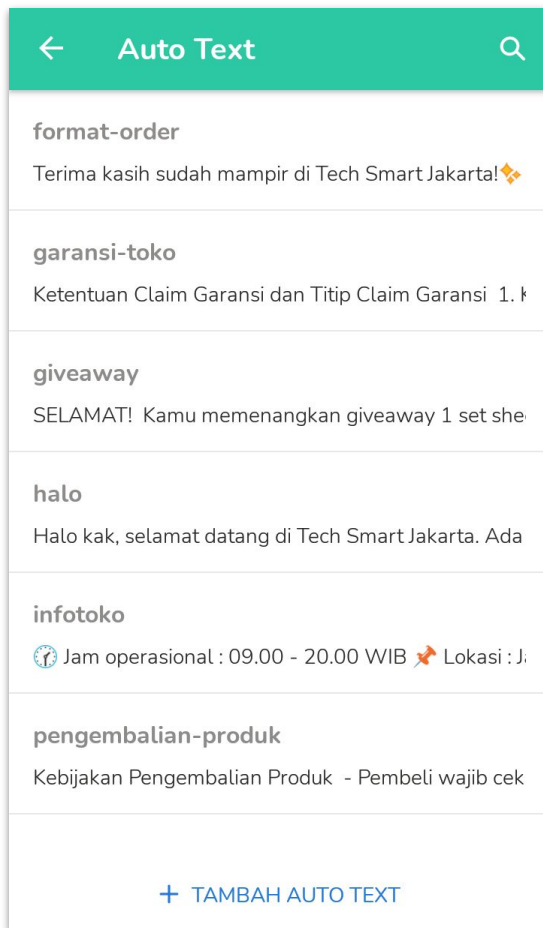 Auto Text
format-order
Terima kasih sudah mampir di Tech Smart Jakarta!✨
garansi-toko
Ketentuan Claim Garansi dan Titip Claim Garansi 1.
giveaway
SELAMAT! Kamu memenangkan giveaway 1 set
halo
Halo kak, selamat datang di Tech Smart Jakarta. Ada
infotoko
🕜 Jam operasional : 09.00 - 20.00 WIB 📌 Lokasi :
pengembalian-produk
Kebijakan Pengembalian Produk - Pembeli wajib cek
+ TAMBAH AUTO TEXT